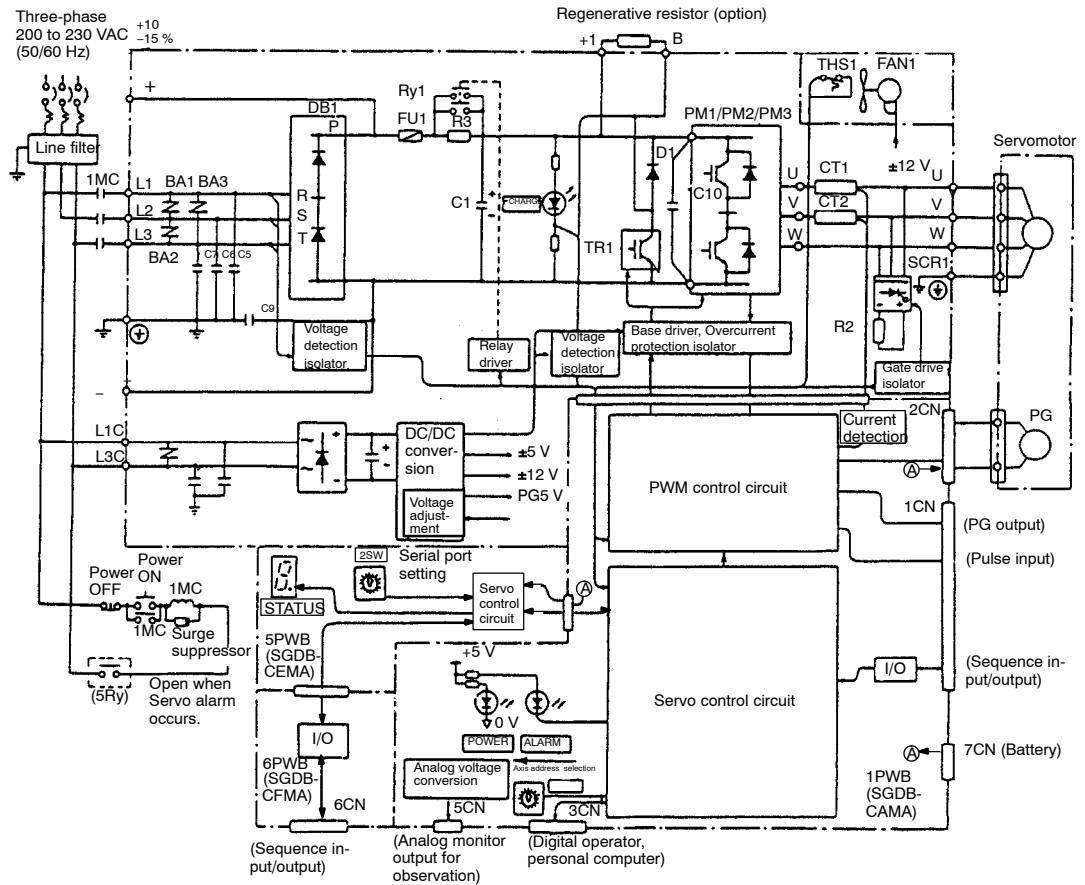 Three-phase
200 to 230 VAC +10
−15 %
(50/60 Hz)
Regenerative resistor (option)
+1
B
THS1 FAN1
+
Ry1
DB1
P
FU1
R3
PM1/PM2/PM3
Servomotor
Line filter
1MC
L1
BA1 BA3
R
L2
S
L3
T
BA2
C7 C6 C5
C1
+
-
CHARGE
D1
C10
TR1
U
CT1
V
CT2
W
±12 V
U
V
W
SCR1
R2
C9
Voltage
detection
isolator
Relay
driver
Voltage
detection
isolator
Base driver, Overcurrent
protection isolator
Gate drive
isolator
−
2CN
PG
L1C
L3C
~
~
+
-
+
-
DC/DC
conver-
sion
Voltage
adjust-
ment
±5 V
±12 V
PG5 V
Current
detection
A
PWM control circuit
1CN
(PG output)
(Pulse input)
2SW
Serial port
setting
STATUS
Servo
control
circuit
A
Power
ON
Power
OFF
1MC
1MC
Surge
suppressor
(5Ry)
Open when
Servo alarm
occurs.
5PWB
(SGDB-
CEMA)
+5 V
0 V
POWER
ALARM
Servo control circuit
I/O
(Sequence in-
put/output)
I/O
6PWB
(SGDB-
CFMA)
6CN
Analog voltage
conversion
Axis address selection
5CN
3CN
A
7CN (Battery)
1PWB
(SGDB-
CAMA)
(Sequence in-
put/output)
(Analog monitor
output for
observation)
(Digital operator,
personal computer)